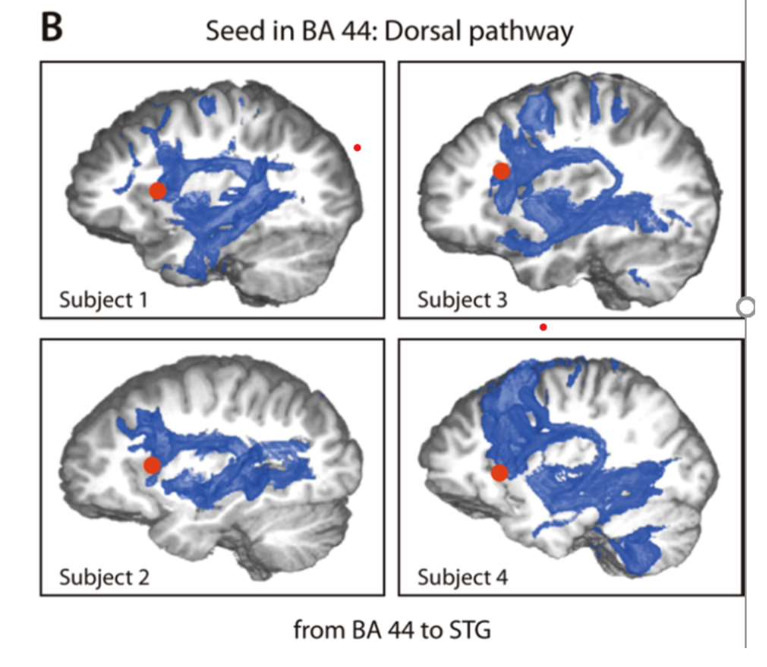 B
Seed in BA 44: Dorsal pathway
Subject 1
Subject 3
Subject 2
Subject 4
from BA 44 to STG